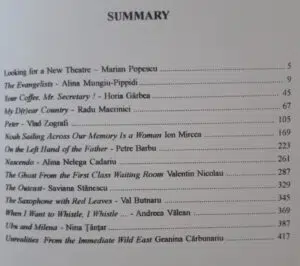 SUMMARY
Looking for a New Theatre – Marian Popescu 5
The Evangelists - Alina Mungiu-Pippidi 9
Your Coffee, Mr. Secretary ! - Horia Gârbea 45
My D(r)ear Country - Radu Macrinici 67
Peter - Vlad Zografi 105
Noah Sailing Across Our Memory Is a Woman Ion Mircea 169
On the Left Hand of the Father - Petre Barbu 223
Nascendo - Alina Nelega Cadariu 261
The Ghost From the First Class Waiting Room Valentin Nicolau 287
The Outcast- Saviana Stănescu 329
The Saxophone with Red Leaves - Val Butnaru 345
When I Want to Whistle, I Whistle ... - Andreea Vălean 369
Ubu and Milena - Nina Țânțar 387
Unrealities From the Immediate Wild East Geanina Cărbunariu 417